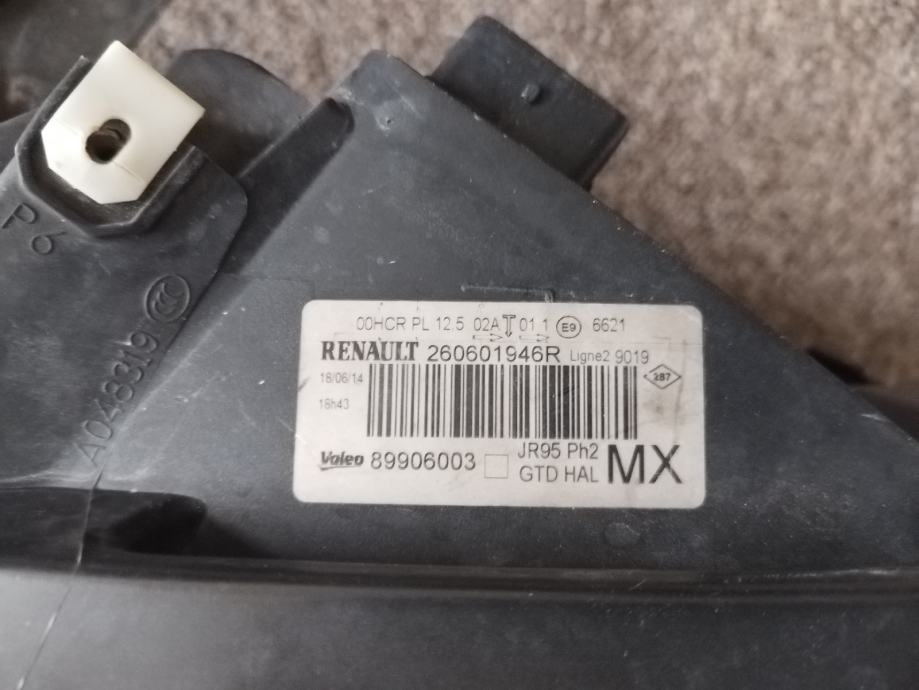 P6
A048319 CCC
00HCR PL 12.5 02A 01 1 E9 6621
RENAULT 260601946R Ligne2 9019
18/06/14
287
18h43
Valeo 89906003 JR95 Ph2
GTD HAL MX